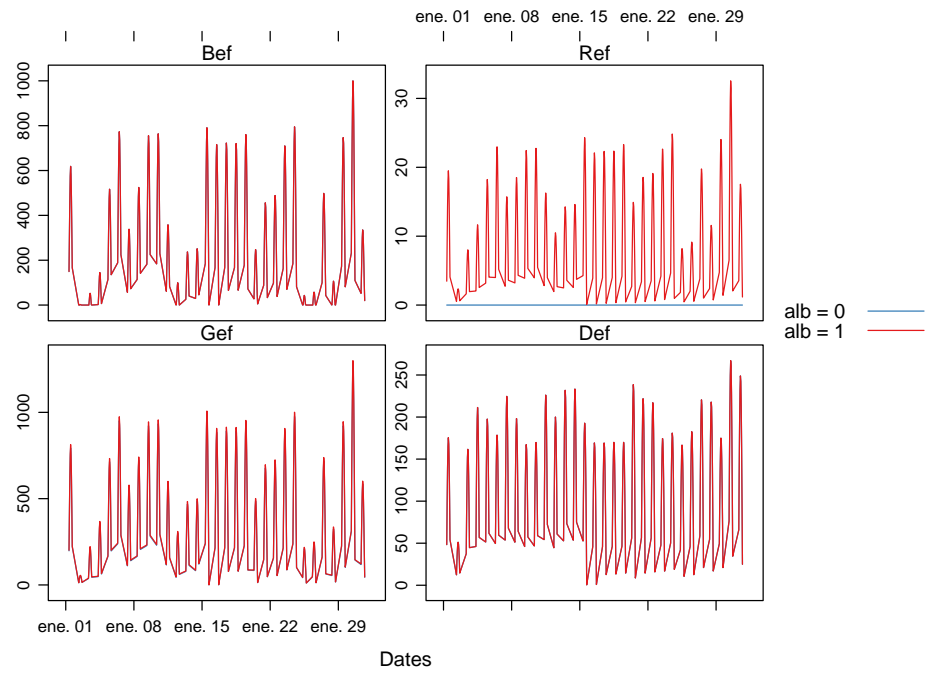 ene. 01 ene. 08 ene. 15 ene. 22 ene. 29
Bef
Ref
0 200 400 600 800 1000
0 10 20 30
alb = 0
alb = 1
Gef
Def
0 500 1000
0 50 100 150 200 250
ene. 01 ene. 08 ene. 15 ene. 22 ene. 29
Dates